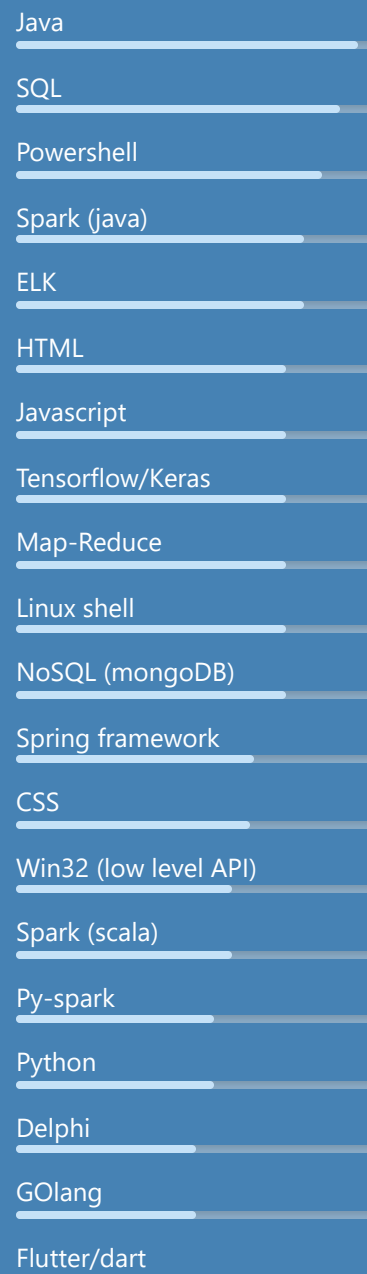 Java
SQL
Powershell
Spark (java)
ELK
HTML
Javascript
Tensorflow/Keras
Map-Reduce
Linux shell
NoSQL (mongoDB)
Spring framework
CSS
Win32 (low level API)
Spark (scala)
Py-spark
Python
Delphi
GOlang
Flutter/dart